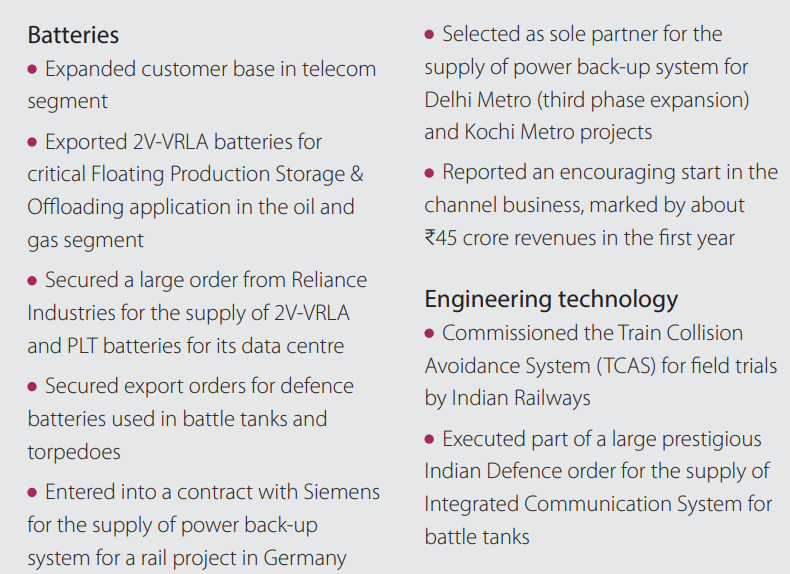 Batteries
• Expanded customer base in telecom
segment
• Exported 2V-VRLA batteries for
critical Floating Production Storage &
Offloading application in the oil and
gas segment
• Secured a large order from Reliance
Industries for the supply of 2V-VRLA
and PLT batteries for its data centre
• Secured export orders for defence
batteries used in battle tanks and
torpedoes
• Entered into a contract with Siemens
for the supply of power back-up
system for a rail project in Germany
• Selected as sole partner for the
supply of power back-up system for
Delhi Metro (third phase expansion)
and Kochi Metro projects
• Reported an encouraging start in the
channel business, marked by about
₹45 crore revenues in the first year
Engineering technology
• Commissioned the Train Collision
Avoidance System (TCAS) for field trials
by Indian Railways
• Executed part of a large prestigious
Indian Defence order for the supply of
Integrated Communication System for
battle tanks